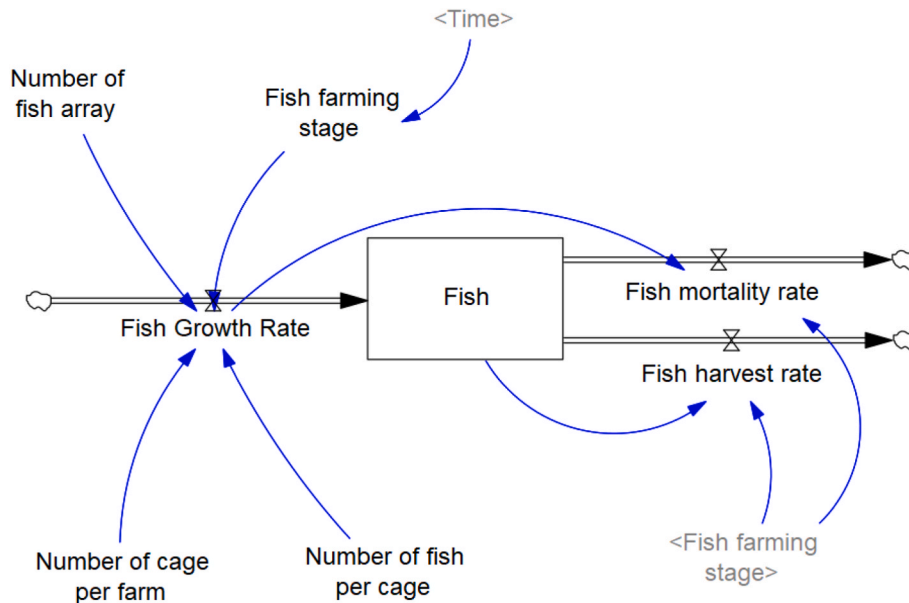 <Time>
Number of
fish array
Fish farming
stage
Fish
Fish mortality rate
Fish Growth Rate
Fish harvest rate
Number of cage
per farm
Number of fish
per cage
<Fish farming
stage>